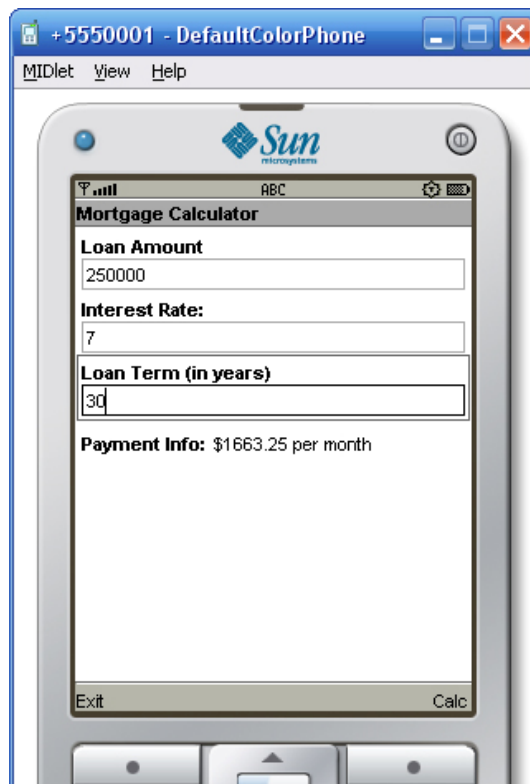 +5550001 - DefaultColorPhone
MIDlet View Help
Sun
microsystems
ABC
Mortgage Calculator
Loan Amount
250000
Interest Rate:
7
Loan Term (in years)
30
Payment Info: $1663.25 per month
Exit Calc